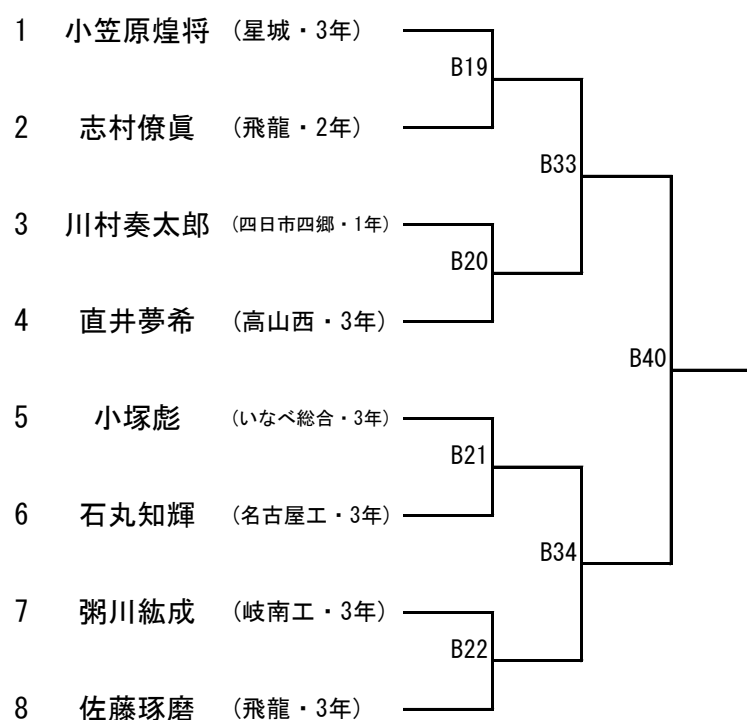 1 小笠原煌将 (星城・3年)
B19
2 志村僚眞 (飛龍・2年)
B33
3 川村奏太郎 (四日市四郷・1年)
B20
4 直井夢希 (高山西・3年)
B40
5 小塚彪 (いなべ総合・3年)
B21
6 石丸知輝 (名古屋工・3年)
B34
7 粥川紘成 (岐南工・3年)
B22
8 佐藤琢磨 (飛龍・3年)